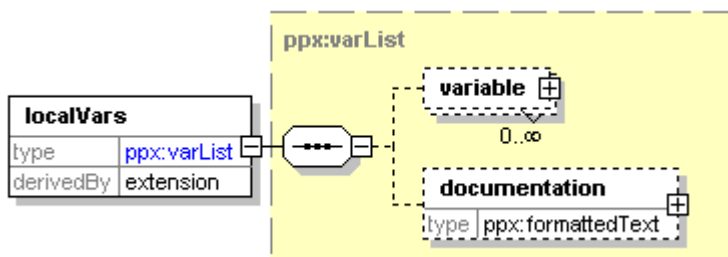 ppx:varList
variable
0..∞
localVars
type ppx:varList
derivedBy extension
documentation
type ppx:formattedText